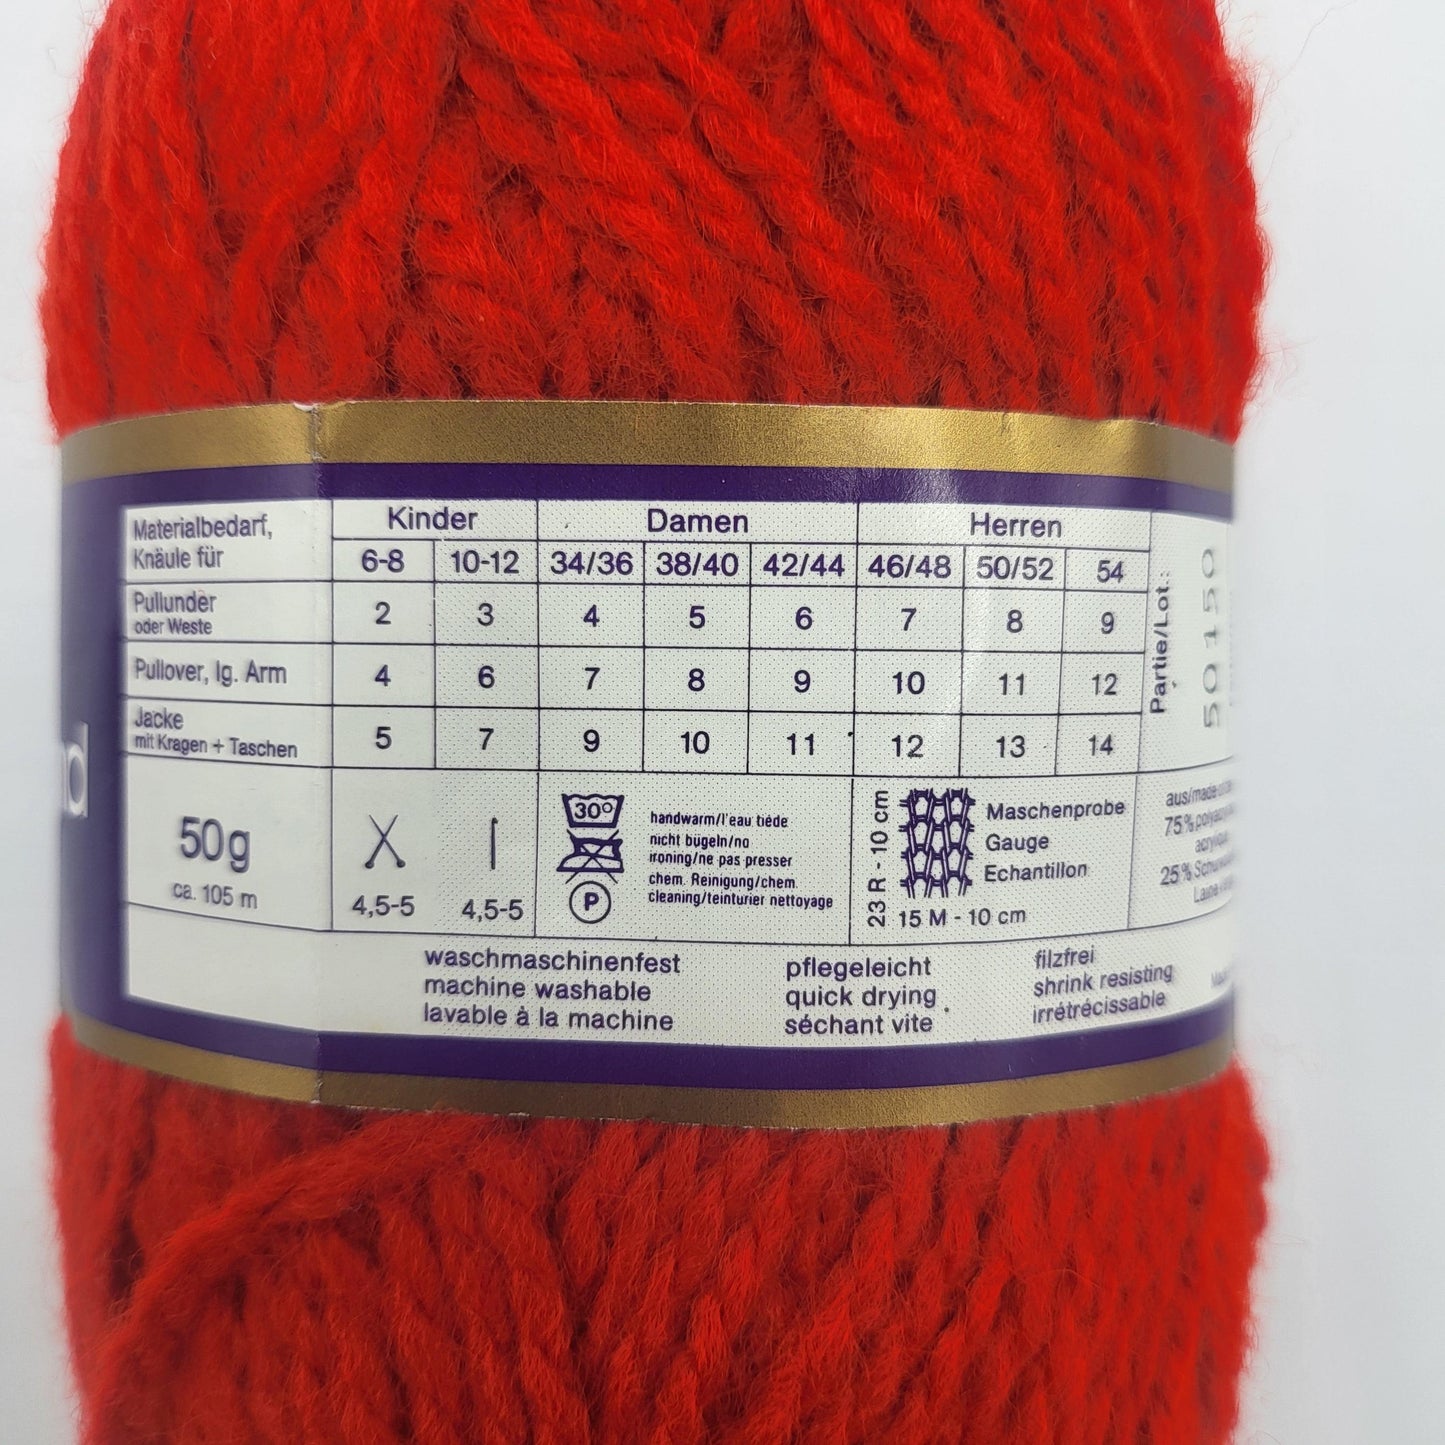 Materialbedarf,
Knäule für
Kinder Damen Herren
6-8 10-12 34/36 38/40 42/44 46/48 50/52 54
Pullunder
oder Weste
2 3 4 5 6 7 8 9
Pullover, lg. Arm 4 6 7 8 9 10 11 12
Jacke
mit Kragen + Taschen
5 7 9 10 11 12 13 14
Partie/Lot.:
50150
50g
ca. 105 m
4,5-5 4,5-5
30°
handwarm/l'eau tiède
nicht bügeln/no
ironing/ne pas presser
chem. Reinigung/chem.
cleaning/teinturier nettoyage
P
23 R - 10 cm
15 M - 10 cm
Maschenprobe
Gauge
Echantillon
aus/made
75%
25%
waschmaschinenfest
machine washable
lavable à la machine
pflegeleicht
quick drying
séchant vite
filzfrei
shrink resisting
irrétrécissable